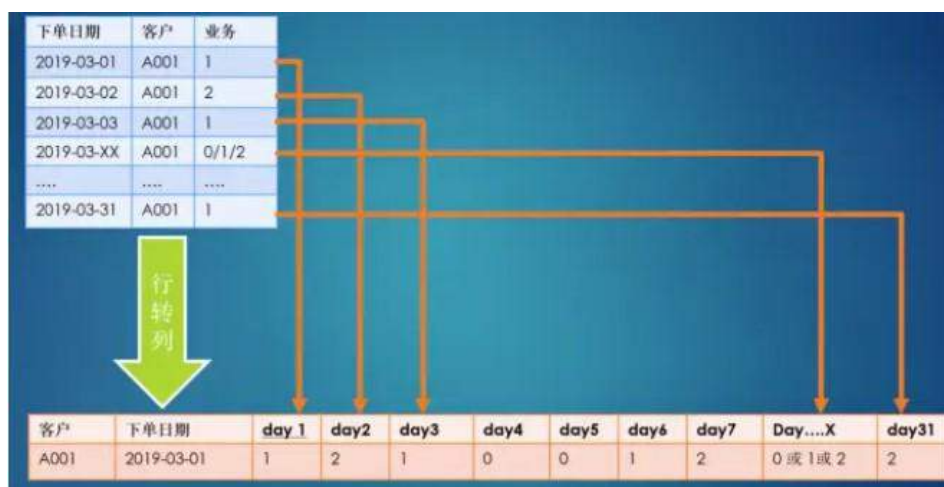 下单日期 客户 业务
2019-03-01 A001 1
2019-03-02 A001 2
2019-03-03 A001 1
2019-03-XX A001 0/1/2
.... .... ....
2019-03-31 A001 1
行
转
列
客户 下单日期 day 1 day2 day3 day4 day5 day6 day7 Day....X day31
A001 2019-03-01 1 2 1 0 0 1 2 0 或 1或 2 2